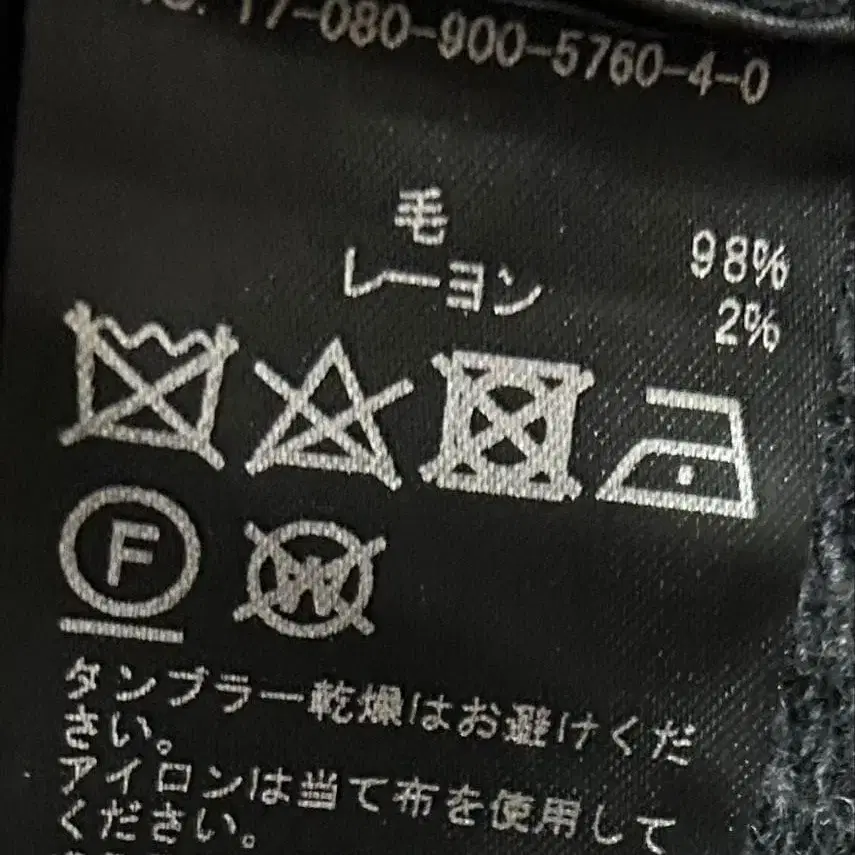 17-080-900-5760-4-0
毛 98%
レーヨン 2%
F
W
タンブラー乾燥はお避けくだ
さい。
アイロンは当て布を使用して
ください。